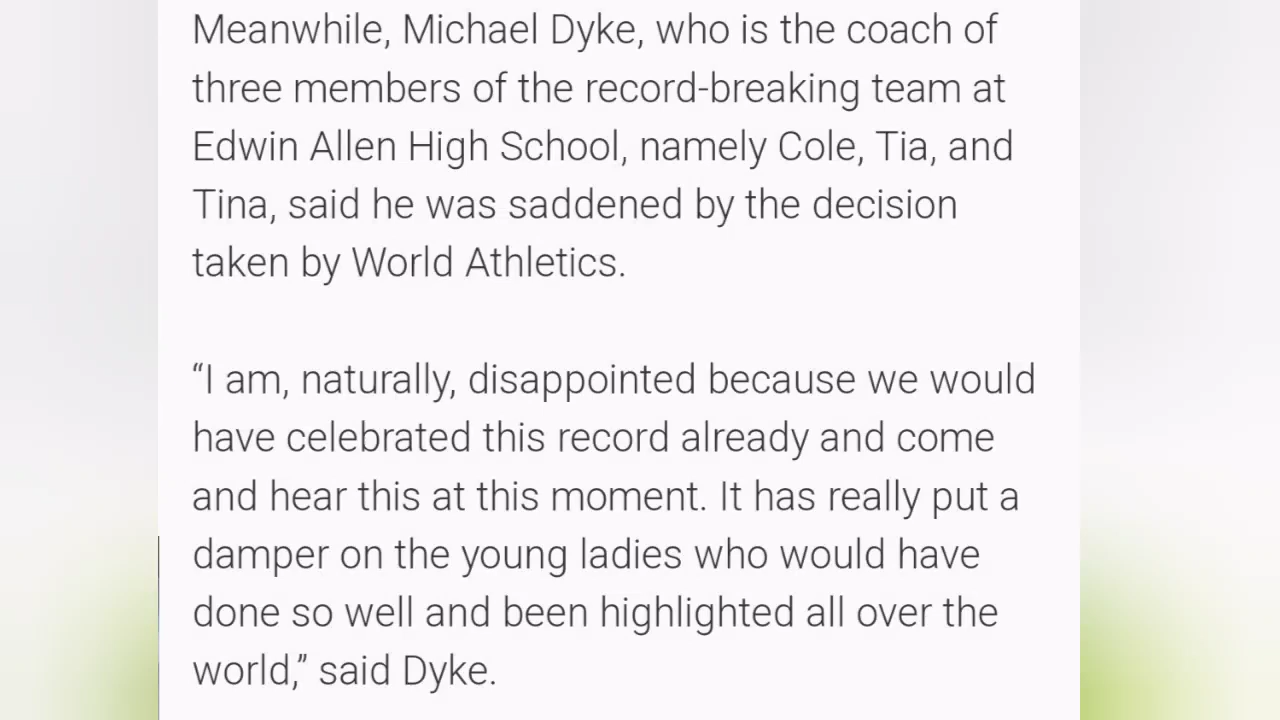 Meanwhile, Michael Dyke, who is the coach of
three members of the record-breaking team at
Edwin Allen High School, namely Cole, Tia, and
Tina, said he was saddened by the decision
taken by World Athletics.
“I am, naturally, disappointed because we would
have celebrated this record already and come
and hear this at this moment. It has really put a
damper on the young ladies who would have
done so well and been highlighted all over the
world,” said Dyke.